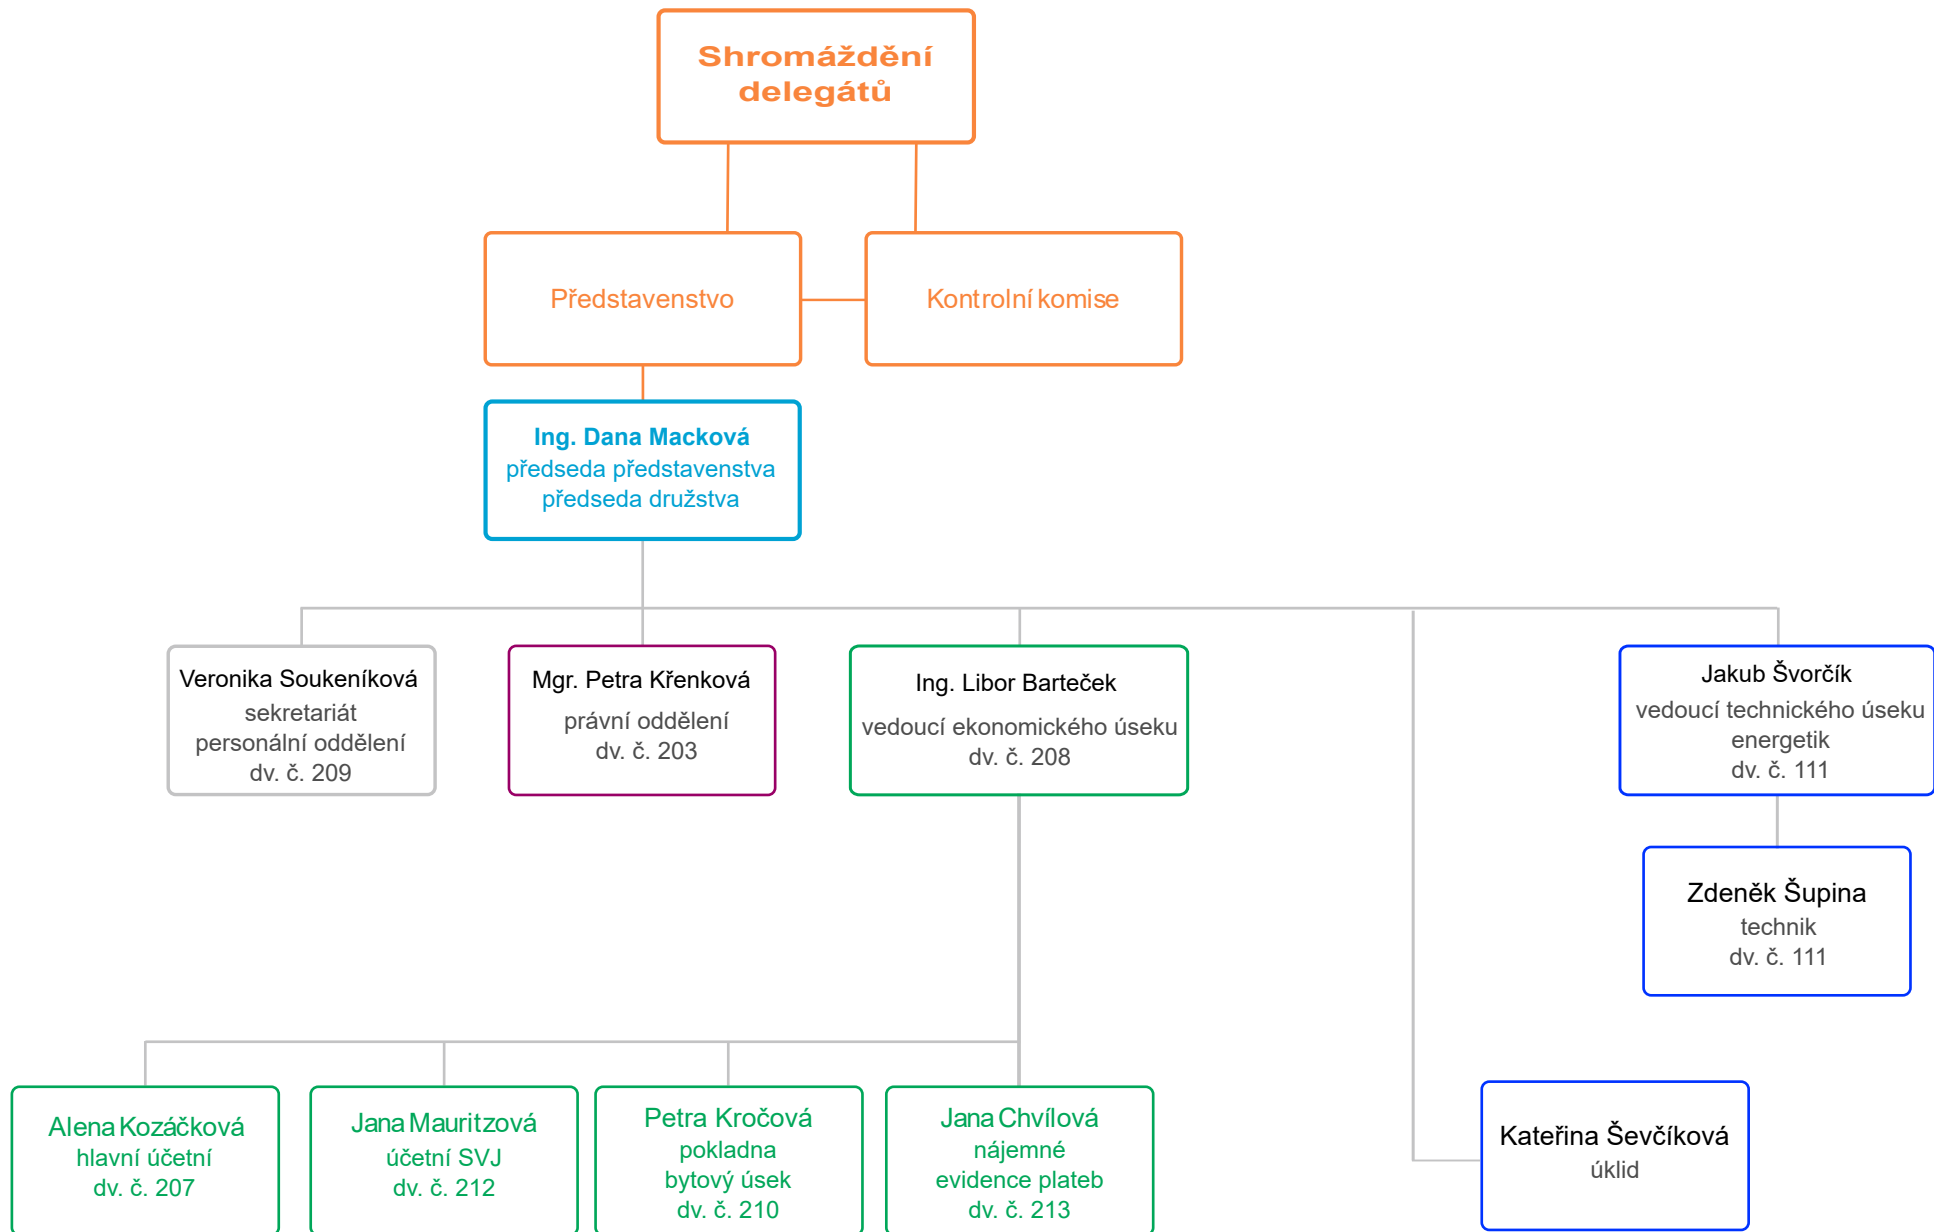 Shromáždění
delegátů
Představenstvo
Kontrolní komise
Ing. Dana Macková
předseda představenstva
předseda družstva
Veronika Soukeníková
sekretariát
personální oddělení
dv. č. 209
Mgr. Petra Křenková
právní oddělení
dv. č. 203
Ing. Libor Barteček
vedoucí ekonomického úseku
dv. č. 208
Jakub Švorčík
vedoucí technického úseku
energetik
dv. č. 111
Zdeněk Šupina
technik
dv. č. 111
Alena Kozáčková
hlavní účetní
dv. č. 207
Jana Mauritzová
účetní SVJ
dv. č. 212
Petra Kročová
pokladna
bytový úsek
dv. č. 210
Jana Chvílová
nájemné
evidence plateb
dv. č. 213
Kateřina Ševčíková
úklid